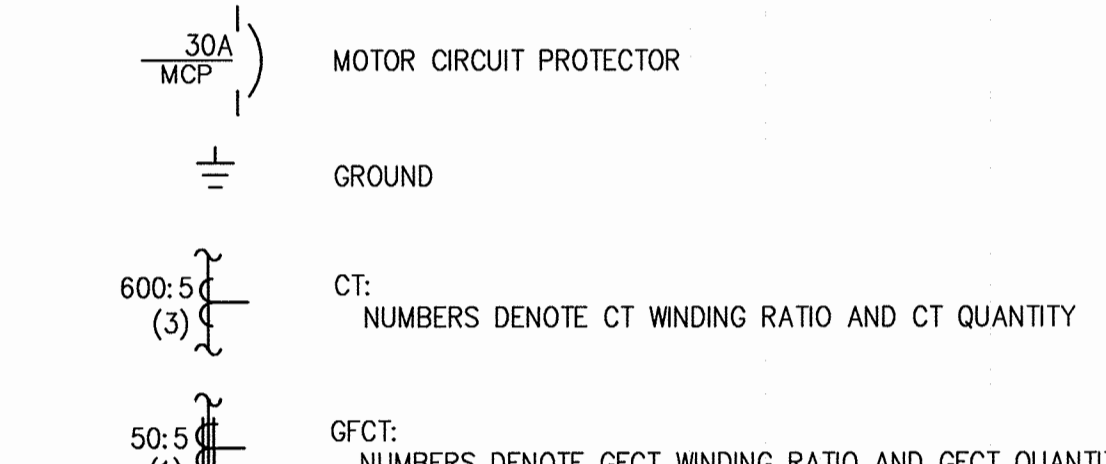 30A
MCP
MOTOR CIRCUIT PROTECTOR
GROUND
600:5
(3)
CT:
NUMBERS DENOTE CT WINDING RATIO AND CT QUANTITY
50:5
GFCT:
NUMBERS DENOTE GFCT WINDING RATIO AND GFCT